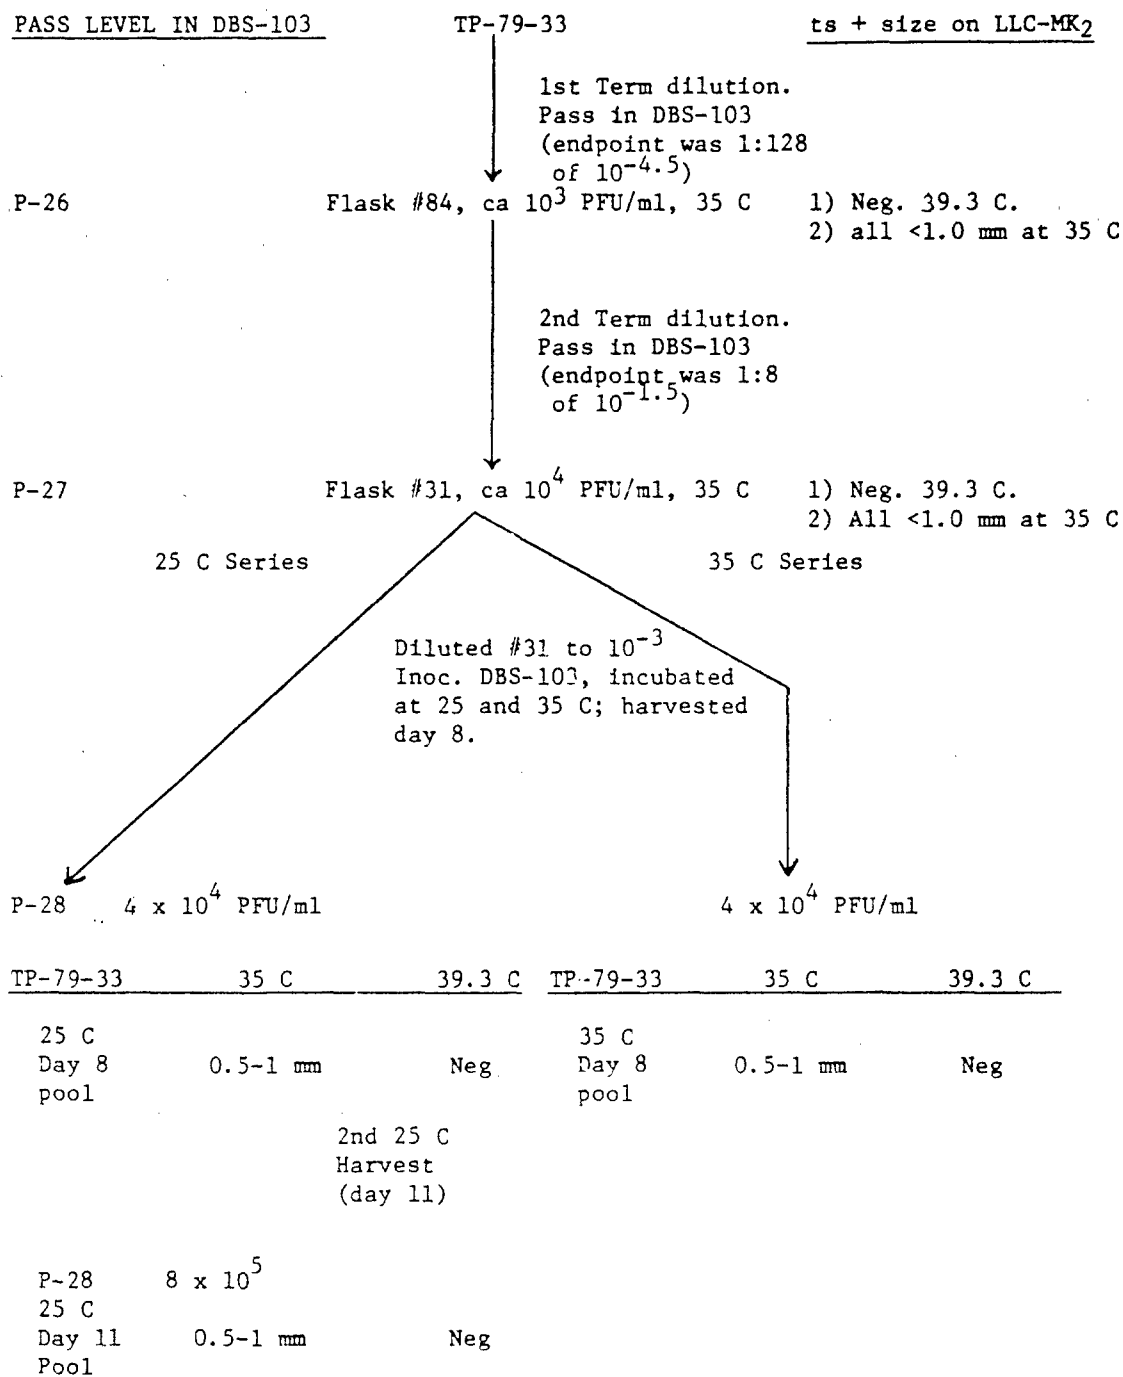 PASS LEVEL IN DBS-103 TP-79-33 ts + size on LLC-MK2
1st Term dilution.
Pass in DBS-103
(endpoint was 1:128
of 10-4.5)
P-26 Flask #84, ca 103 PFU/ml, 35 C 1) Neg. 39.3 C.
2) all <1.0 mm at 35 C
2nd Term dilution.
Pass in DBS-103
(endpoint was 1:8
of 10-1.5)
P-27 Flask #31, ca 104 PFU/ml, 35 C 1) Neg. 39.3 C.
2) All <1.0 mm at 35 C
25 C Series 35 C Series
Diluted #31 to 10-3
Inoc. DBS-103, incubated
at 25 and 35 C; harvested
day 8.
P-28 4 x 104 PFU/ml 4 x 104 PFU/ml
TP-79-33 35 C 39.3 C TP-79-33 35 C 39.3 C
25 C 35 C
Day 8 0.5-1 mm Neg Day 8 0.5-1 mm Neg
pool pool
2nd 25 C
Harvest
(day 11)
P-28 8 x 105
25 C
Day 11 0.5-1 mm Neg
Pool